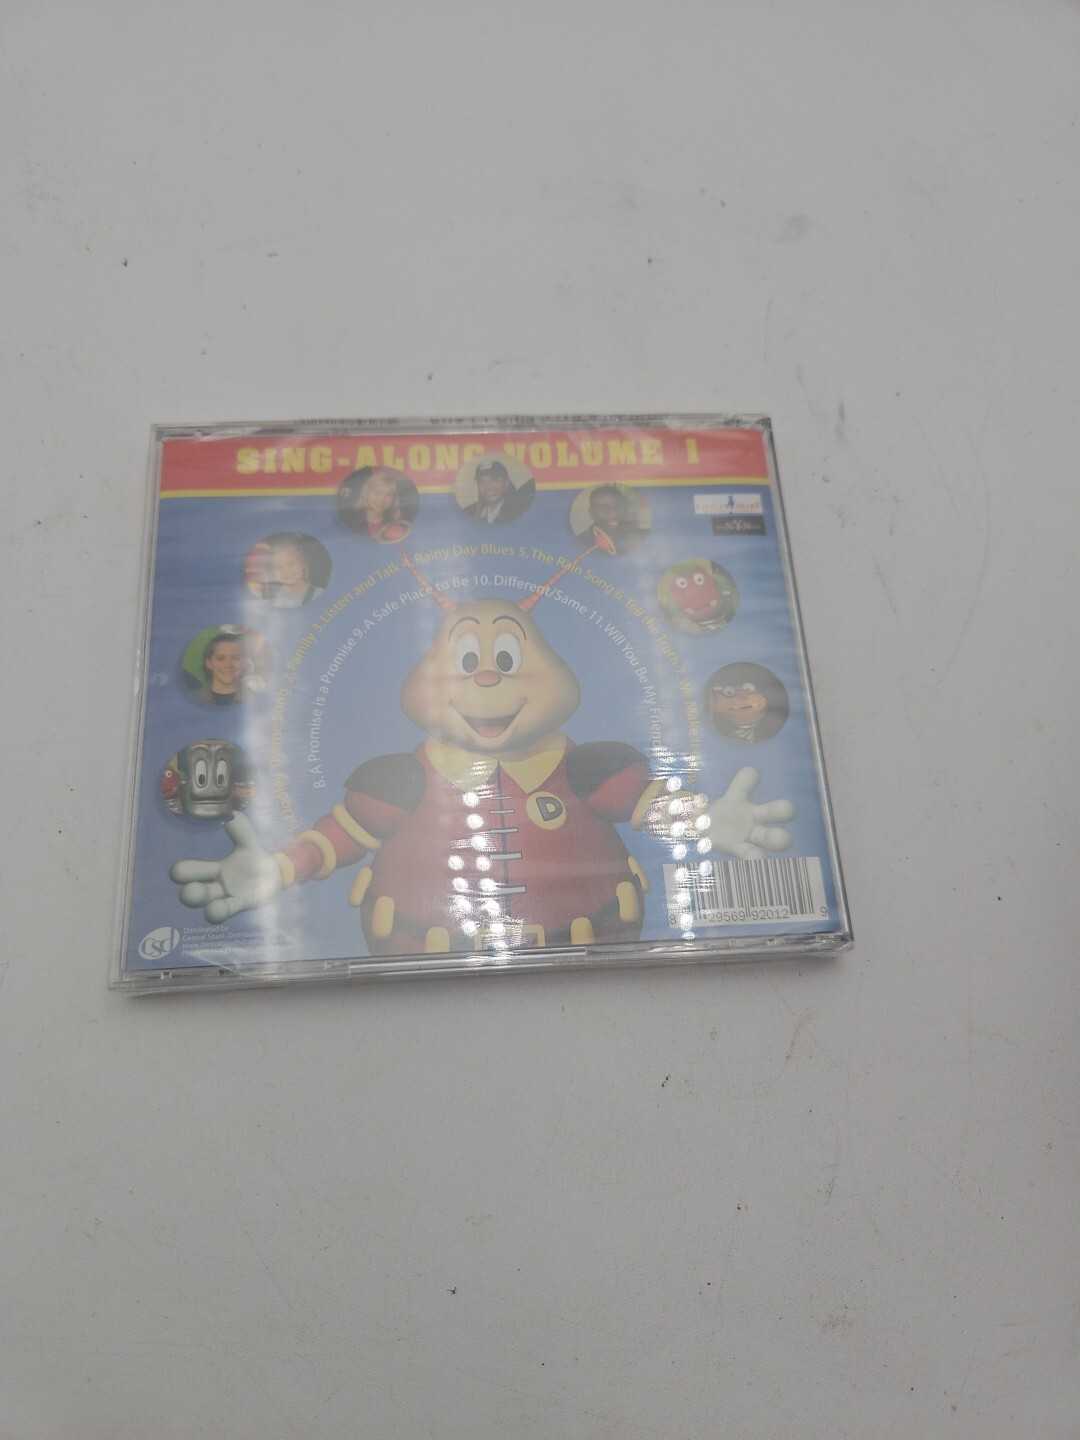 SING-ALONG VOLUME 1
1. Dooley Theme Song 2. Family 3. Listen and Talk 4. Rainy Day Blues 5. The Rain Song 6. Tell the Truth 7. We Make
8. A Promise is a Promise 9. A Safe Place to Be 10. Different/Same 11. Will You Be My Friend
D
8 29569 92012 9
CSC
Distributed by
Central South Distribution